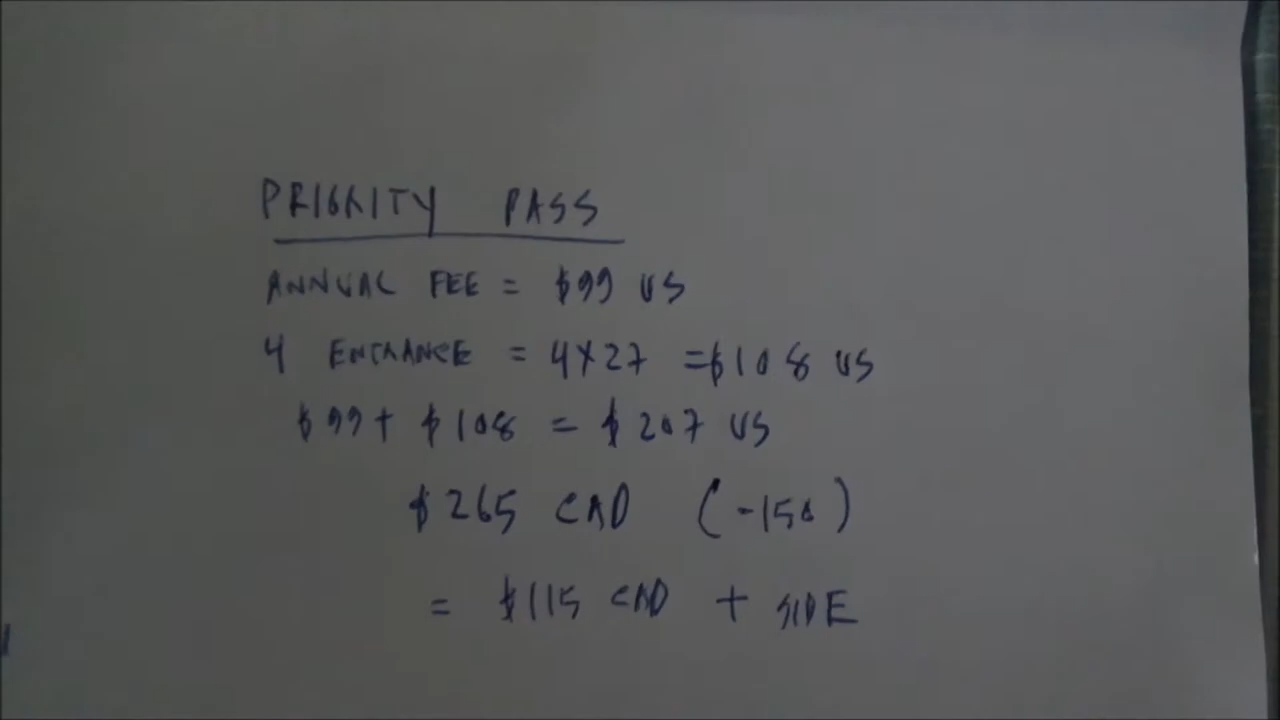 PRIORITY PASS
ANNUAL FEE = $99 US
4 ENTRANCE = 4X27 =$108 US
$99+ $108 = $207 US
$265 CAD (-150)
= $115 CAD + SIDE